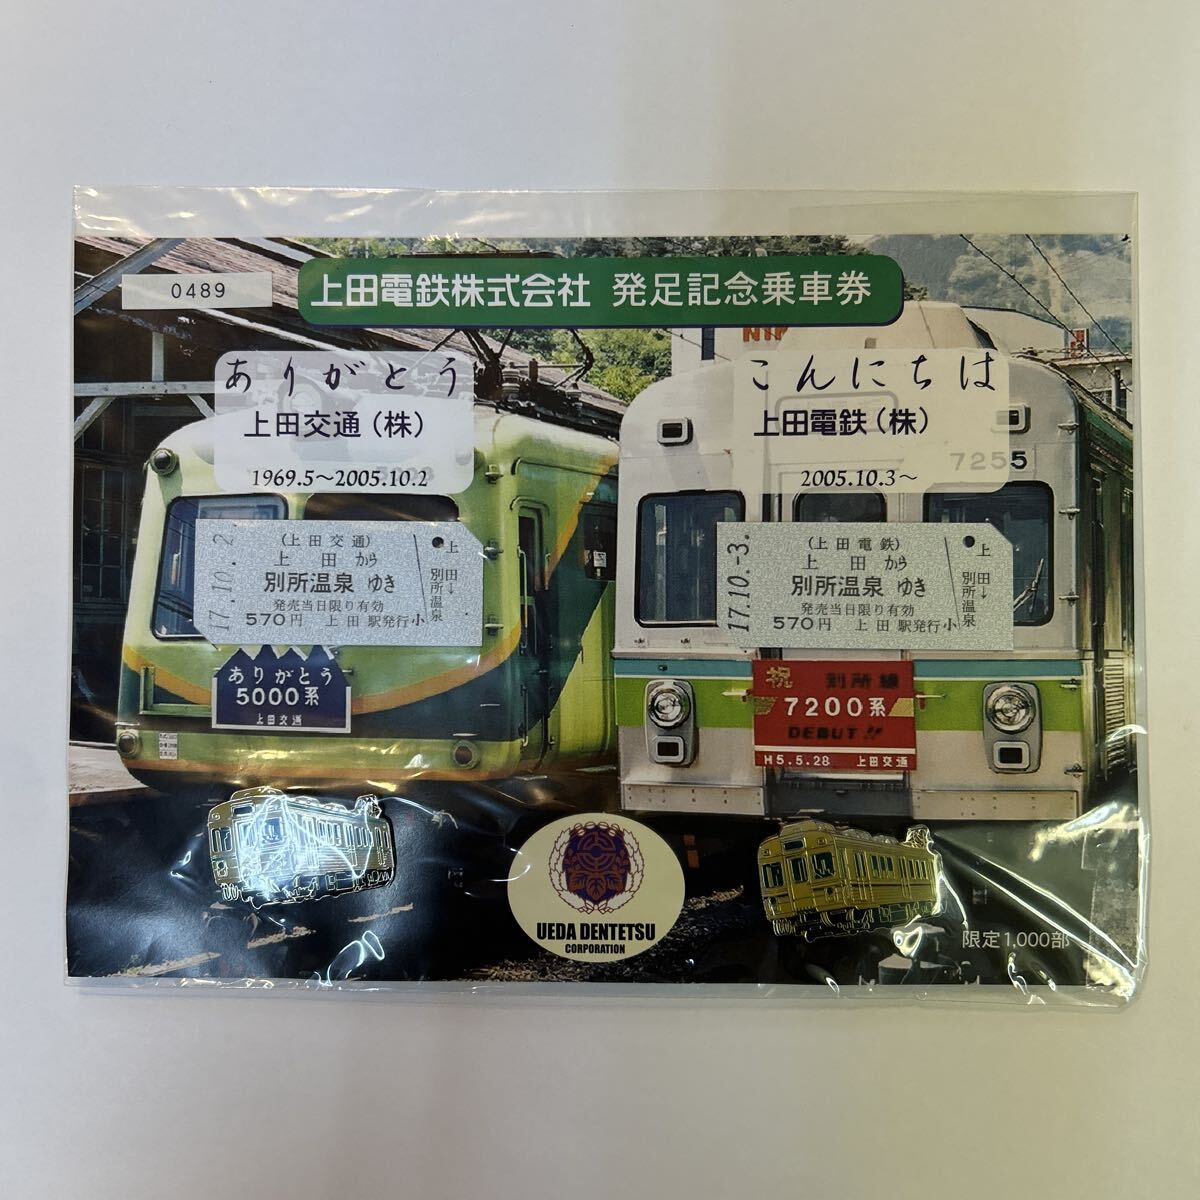 0489
上田電鉄株式会社 発足記念乗車券
ありがとう
上田交通(株)
1969.5～2005.10.2
こんにちは
上田電鉄(株)
2005.10.3～
7255
17.10.-2
(上田交通)
上田から
別所温泉 ゆき
発売当日限り有効
570円 上田駅発行 小
上田→別所温泉
17.10.-3.
(上田電鉄)
上田から
別所温泉 ゆき
発売当日限り有効
570円 上田駅発行 小
上田→別所温泉
ありがとう
5000系
上田交通
祝 別所線
7200系
DEBUT!!
H5.5.28 上田交通
UEDA DENTETSU
CORPORATION
限定1,000部